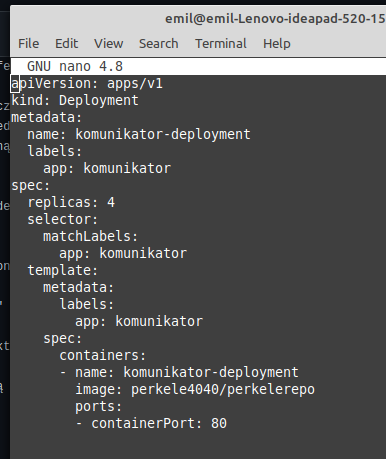 emil@emil-Lenovo-ideapad-520-15
File Edit View Search Terminal Help
GNU nano 4.8
apiVersion: apps/v1
kind: Deployment
metadata:
  name: komunikator-deployment
  labels:
    app: komunikator
spec:
  replicas: 4
  selector:
    matchLabels:
      app: komunikator
  template:
    metadata:
      labels:
        app: komunikator
    spec:
      containers:
      - name: komunikator-deployment
        image: perkele4040/perkelerepo
        ports:
        - containerPort: 80